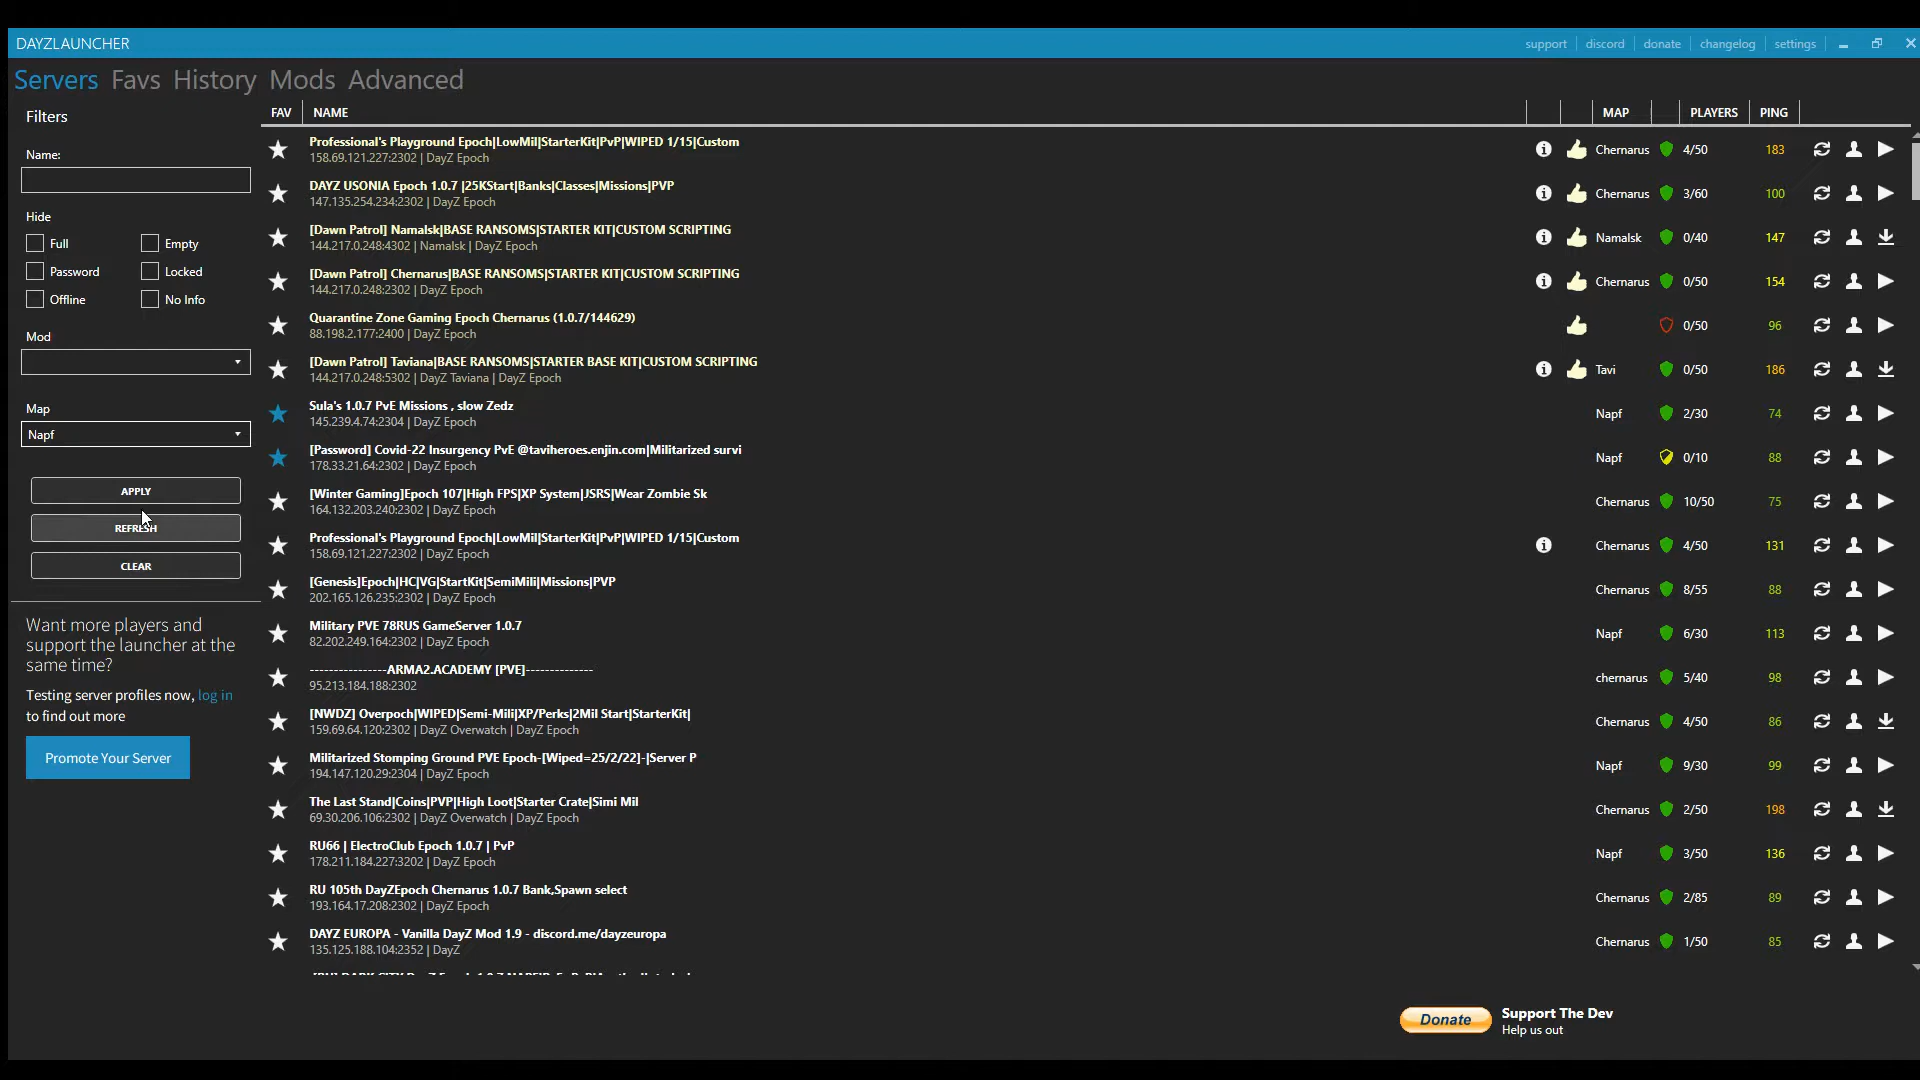 DAYZLAUNCHER
support discord donate changelog settings
Servers Favs History Mods Advanced
Filters
Name:
Hide
Full Empty
Password Locked
Offline No Info
Mod
Map
Napf
APPLY
REFRESH
CLEAR
Want more players and
support the launcher at the
same time?
Testing server profiles now, log in
to find out more
Promote Your Server
FAV NAME MAP PLAYERS PING
Professional's Playground Epoch|LowMil|StarterKit|PvP|WIPED 1/15|Custom
158.69.121.227:2302 | DayZ Epoch
Chernarus 4/50 183
DAYZ USONIA Epoch 1.0.7 |25KStart|Banks|Classes|Missions|PVP
147.135.254.234:2302 | DayZ Epoch
Chernarus 3/60 100
[Dawn Patrol] Namalsk|BASE RANSOMS|STARTER KIT|CUSTOM SCRIPTING
144.217.0.248:4302 | Namalsk | DayZ Epoch
Namalsk 0/40 147
[Dawn Patrol] Chernarus|BASE RANSOMS|STARTER KIT|CUSTOM SCRIPTING
144.217.0.248:2302 | DayZ Epoch
Chernarus 0/50 154
Quarantine Zone Gaming Epoch Chernarus (1.0.7/144629)
88.198.2.177:2400 | DayZ Epoch
0/50 96
[Dawn Patrol] Taviana|BASE RANSOMS|STARTER BASE KIT|CUSTOM SCRIPTING
144.217.0.248:5302 | DayZ Taviana | DayZ Epoch
Tavi 0/50 186
Sula's 1.0.7 PvE Missions , slow Zedz
145.239.4.74:2304 | DayZ Epoch
Napf 2/30 74
[Password] Covid-22 Insurgency PvE @taviheroes.enjin.com|Militarized survi
178.33.21.64:2302 | DayZ Epoch
Napf 0/10 88
[Winter Gaming]Epoch 107|High FPS|XP System|JSRS|Wear Zombie Sk
164.132.203.240:2302 | DayZ Epoch
Chernarus 10/50 75
Professional's Playground Epoch|LowMil|StarterKit|PvP|WIPED 1/15|Custom
158.69.121.227:2302 | DayZ Epoch
Chernarus 4/50 131
[Genesis]Epoch|HC|VG|StartKit|SemiMili|Missions|PVP
202.165.126.235:2302 | DayZ Epoch
Chernarus 8/55 88
Military PVE 78RUS GameServer 1.0.7
82.202.249.164:2302 | DayZ Epoch
Napf 6/30 113
----------------ARMA2.ACADEMY [PVE]--------------
95.213.184.188:2302
chernarus 5/40 98
[NWDZ] Overpoch|WIPED|Semi-Mili|XP/Perks|2Mil Start|StarterKit|
159.69.64.120:2302 | DayZ Overwatch | DayZ Epoch
Chernarus 4/50 86
Militarized Stomping Ground PVE Epoch-[Wiped=25/2/22]-|Server P
194.147.120.29:2304 | DayZ Epoch
Napf 9/30 99
The Last Stand|Coins|PVP|High Loot|Starter Crate|Simi Mil
69.30.206.106:2302 | DayZ Overwatch | DayZ Epoch
Chernarus 2/50 198
RU66 | ElectroClub Epoch 1.0.7 | PvP
178.211.184.227:3202 | DayZ Epoch
Napf 3/50 136
RU 105th DayZEpoch Chernarus 1.0.7 Bank,Spawn select
193.164.17.208:2302 | DayZ Epoch
Chernarus 2/85 89
DAYZ EUROPA - Vanilla DayZ Mod 1.9 - discord.me/dayzeuropa
135.125.188.104:2352 | DayZ
Chernarus 1/50 85
Donate
Support The Dev
Help us out